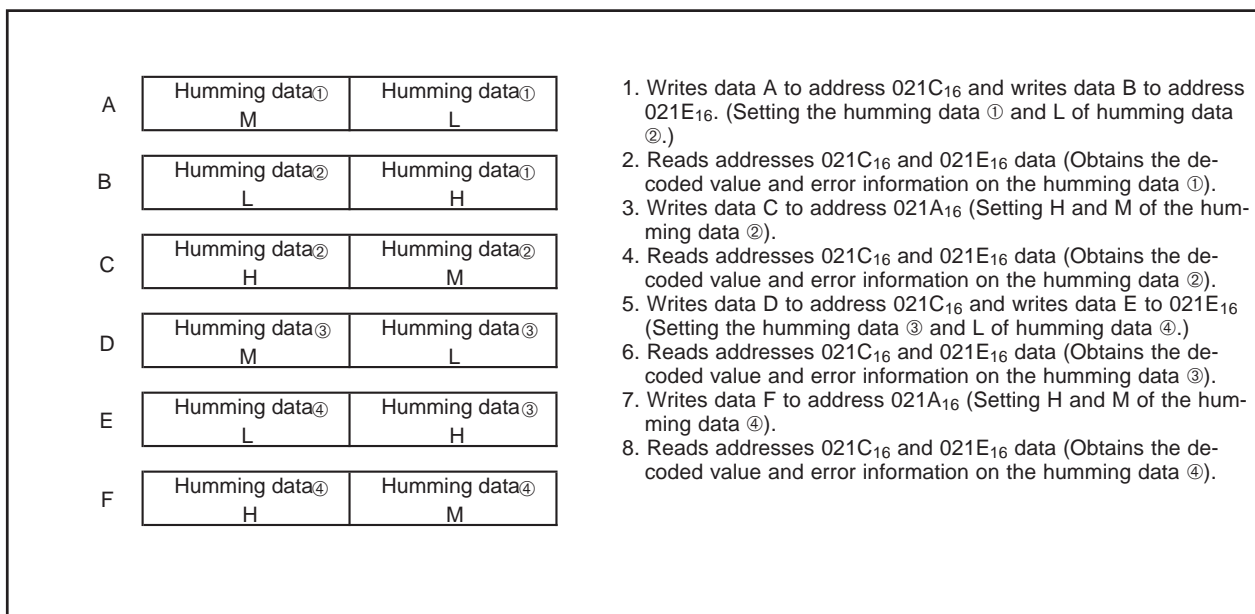 A
Humming data① Humming data①
M L
B
Humming data② Humming data①
L H
C
Humming data② Humming data②
H M
D
Humming data③ Humming data③
M L
E
Humming data④ Humming data③
L H
F
Humming data④ Humming data④
H M
1. Writes data A to address 021C₁₆ and writes data B to address
021E₁₆. (Setting the humming data ① and L of humming data
②.)
2. Reads addresses 021C₁₆ and 021E₁₆ data (Obtains the de-
coded value and error information on the humming data ①).
3. Writes data C to address 021A₁₆ (Setting H and M of the hum-
ming data ②).
4. Reads addresses 021C₁₆ and 021E₁₆ data (Obtains the de-
coded value and error information on the humming data ②).
5. Writes data D to address 021C₁₆ and writes data E to 021E₁₆
(Setting the humming data ③ and L of humming data ④.)
6. Reads addresses 021C₁₆ and 021E₁₆ data (Obtains the de-
coded value and error information on the humming data ③).
7. Writes data F to address 021A₁₆ (Setting H and M of the hum-
ming data ④).
8. Reads addresses 021C₁₆ and 021E₁₆ data (Obtains the de-
coded value and error information on the humming data ④).